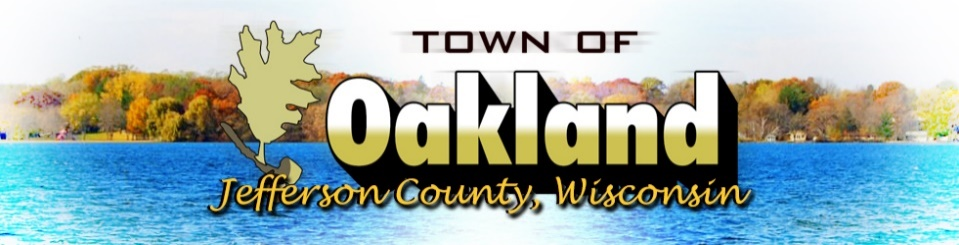 TOWN OF
Oakland
Jefferson County, Wisconsin